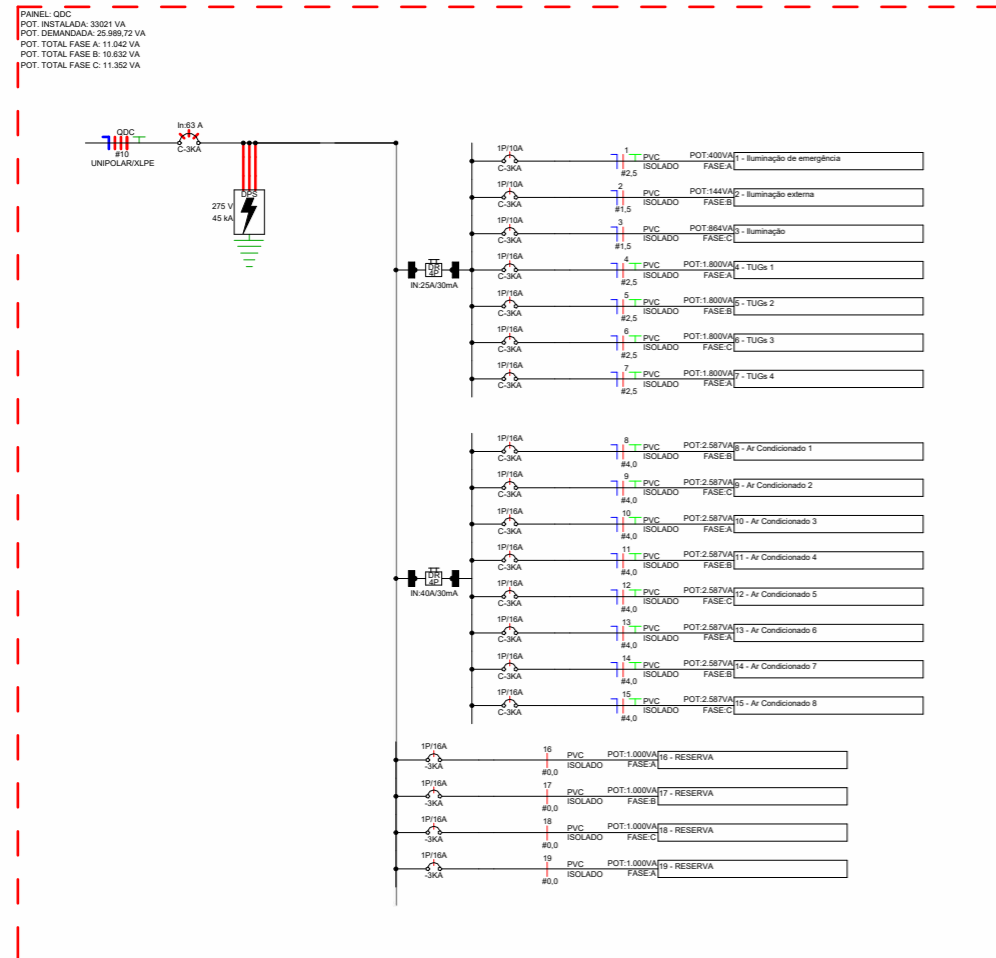 PAINEL: QDC
POT. INSTALADA: 33021 VA
POT. DEMANDADA: 25.989,72 VA
POT. TOTAL FASE A: 11.042 VA
POT. TOTAL FASE B: 10.632 VA
POT. TOTAL FASE C: 11.352 VA
QDC
#10
UNIPOLAR/XLPE
In:63 A
C-3KA
DPS
275 V
45 kA
DR
4P
IN:25A/30mA
1P/10A
C-3KA
1
#2,5
PVC
ISOLADO
POT:400VA
FASE:A
1 - Iluminação de emergência
1P/10A
C-3KA
2
#1,5
PVC
ISOLADO
POT:144VA
FASE:B
2 - Iluminação externa
1P/10A
C-3KA
3
#1,5
PVC
ISOLADO
POT:864VA
FASE:C
3 - Iluminação
1P/16A
C-3KA
4
#2,5
PVC
ISOLADO
POT:1.800VA
FASE:A
4 - TUGs 1
1P/16A
C-3KA
5
#2,5
PVC
ISOLADO
POT:1.800VA
FASE:B
5 - TUGs 2
1P/16A
C-3KA
6
#2,5
PVC
ISOLADO
POT:1.800VA
FASE:C
6 - TUGs 3
1P/16A
C-3KA
7
#2,5
PVC
ISOLADO
POT:1.800VA
FASE:A
7 - TUGs 4
DR
4P
IN:40A/30mA
1P/16A
C-3KA
8
#4,0
PVC
ISOLADO
POT:2.587VA
FASE:B
8 - Ar Condicionado 1
1P/16A
C-3KA
9
#4,0
PVC
ISOLADO
POT:2.587VA
FASE:C
9 - Ar Condicionado 2
1P/16A
C-3KA
10
#4,0
PVC
ISOLADO
POT:2.587VA
FASE:A
10 - Ar Condicionado 3
1P/16A
C-3KA
11
#4,0
PVC
ISOLADO
POT:2.587VA
FASE:B
11 - Ar Condicionado 4
1P/16A
C-3KA
12
#4,0
PVC
ISOLADO
POT:2.587VA
FASE:C
12 - Ar Condicionado 5
1P/16A
C-3KA
13
#4,0
PVC
ISOLADO
POT:2.587VA
FASE:A
13 - Ar Condicionado 6
1P/16A
C-3KA
14
#4,0
PVC
ISOLADO
POT:2.587VA
FASE:B
14 - Ar Condicionado 7
1P/16A
C-3KA
15
#4,0
PVC
ISOLADO
POT:2.587VA
FASE:C
15 - Ar Condicionado 8
1P/16A
-3KA
16
#0,0
PVC
ISOLADO
POT:1.000VA
FASE:A
16 - RESERVA
1P/16A
-3KA
17
#0,0
PVC
ISOLADO
POT:1.000VA
FASE:B
17 - RESERVA
1P/16A
-3KA
18
#0,0
PVC
ISOLADO
POT:1.000VA
FASE:C
18 - RESERVA
1P/16A
-3KA
19
#0,0
PVC
ISOLADO
POT:1.000VA
FASE:A
19 - RESERVA